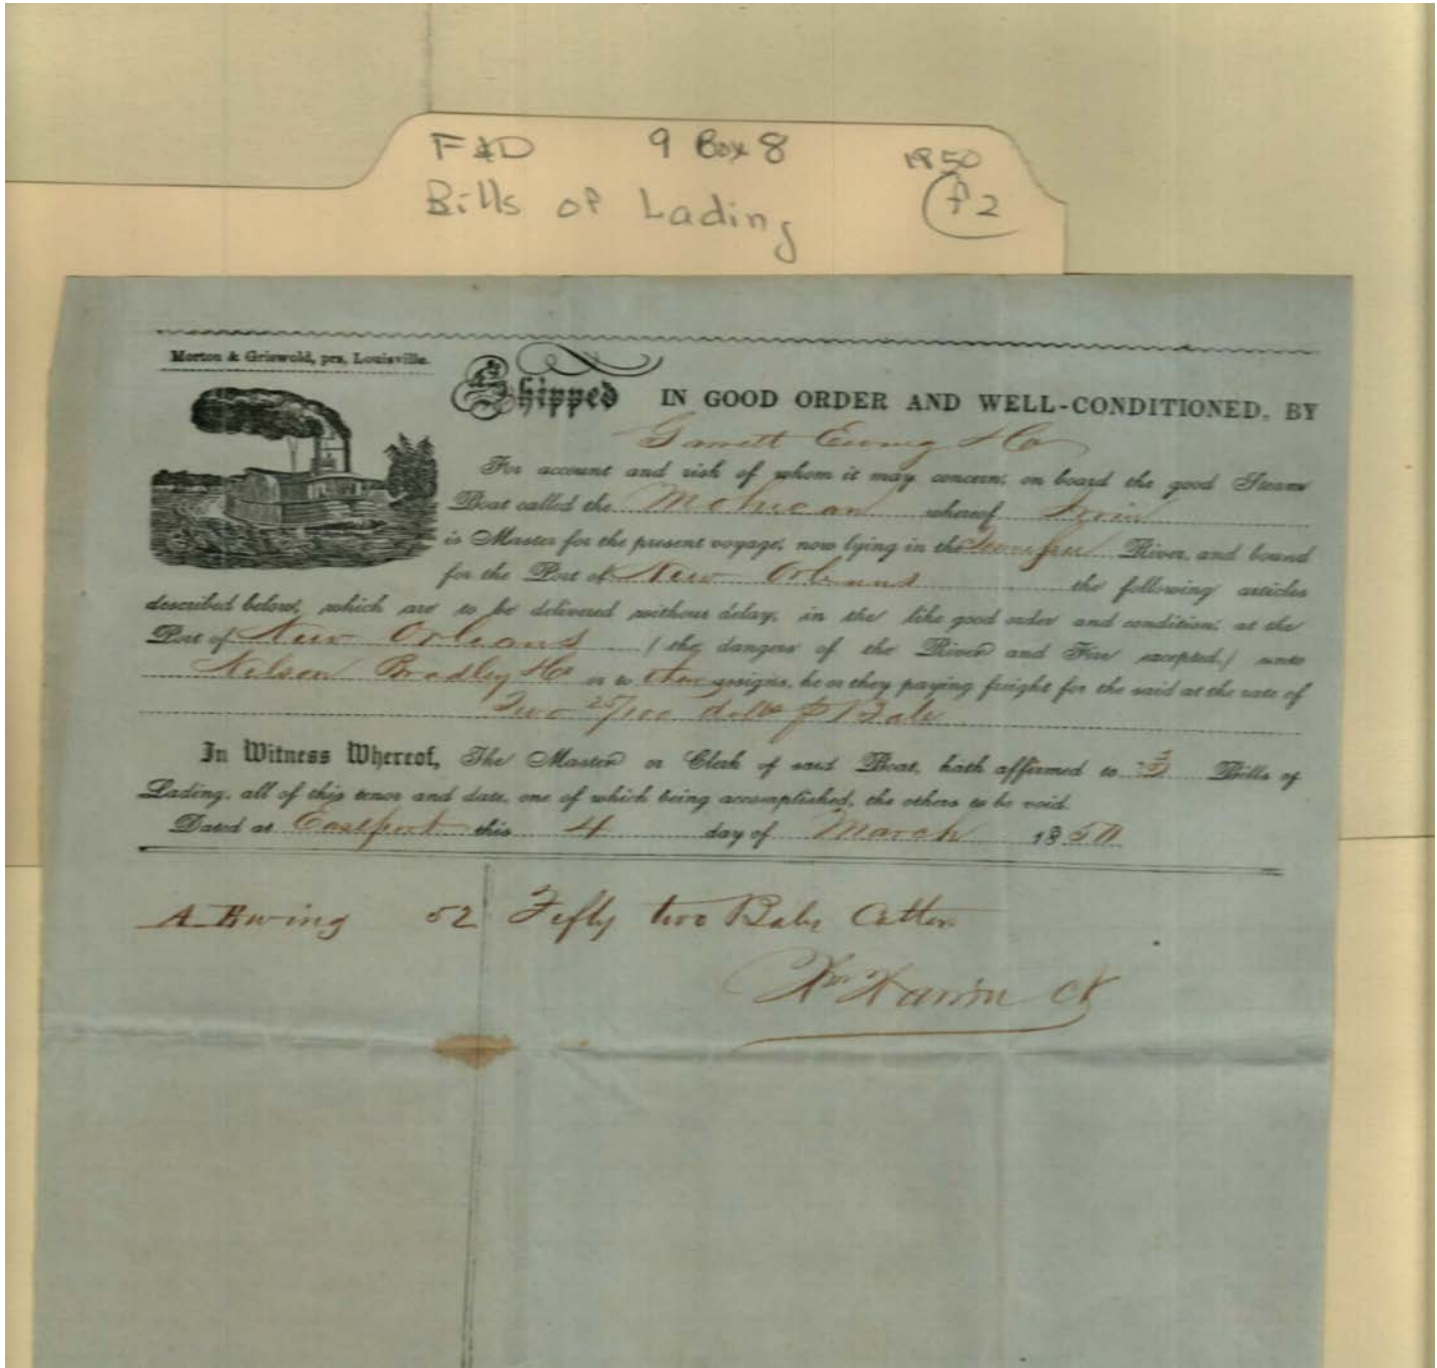 F&D 9 Box 8 1850
Bills of Lading f2
Morton & Griswold, prs, Louisville.
Shipped IN GOOD ORDER AND WELL-CONDITIONED, BY
Garrett Ewing & Co
For account and risk of whom it may concern, on board the good Steam
Boat called the Mohican whereof
is Master for the present voyage, now lying in the River, and bound
for the Port of New Orleans the following articles
described below, which are to be delivered without delay, in the like good order and condition, at the
Port of New Orleans (the dangers of the River and Fire excepted,) unto
Nelson Bradley & Co or to their assigns, he or they paying freight for the said at the rate of
Two 25/100 dolls P Bale
In Witness Whereof, The Master or Clerk of said Boat, hath affirmed to 3 Bills of
Lading, all of this tenor and date, one of which being accomplished, the others to be void.
Dated at Eastport this 4 day of March 1850
A Ewing 52 Fifty two Bales Cotton
Ck